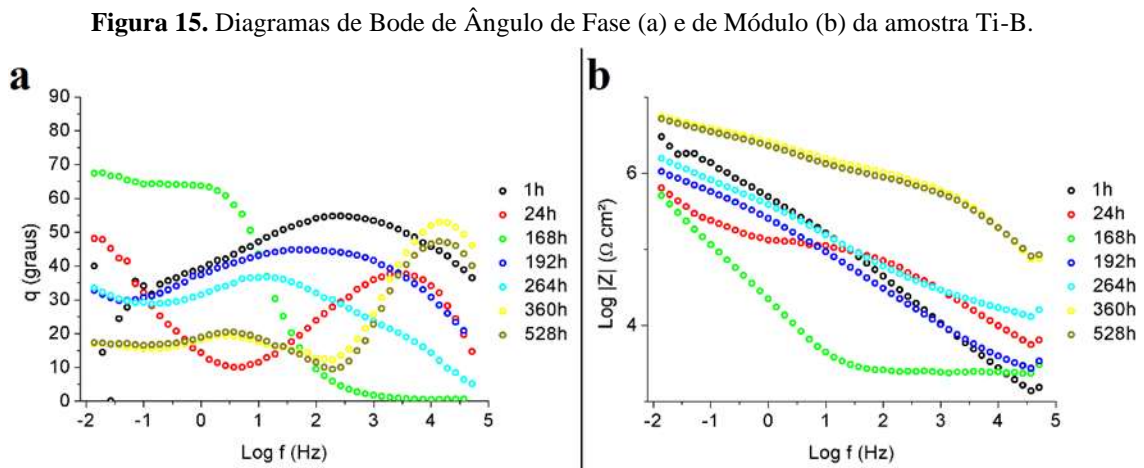 Figura 15. Diagramas de Bode de Ângulo de Fase (a) e de Módulo (b) da amostra Ti-B.
a
90
80
70
60
50
40
30
20
10
0
q (graus)
-2
-1
0
1
2
3
4
5
Log f (Hz)
1h
24h
168h
192h
264h
360h
528h
b
6
4
Log |Z| (Ω cm²)
-2
-1
0
1
2
3
4
5
Log f (Hz)
1h
24h
168h
192h
264h
360h
528h